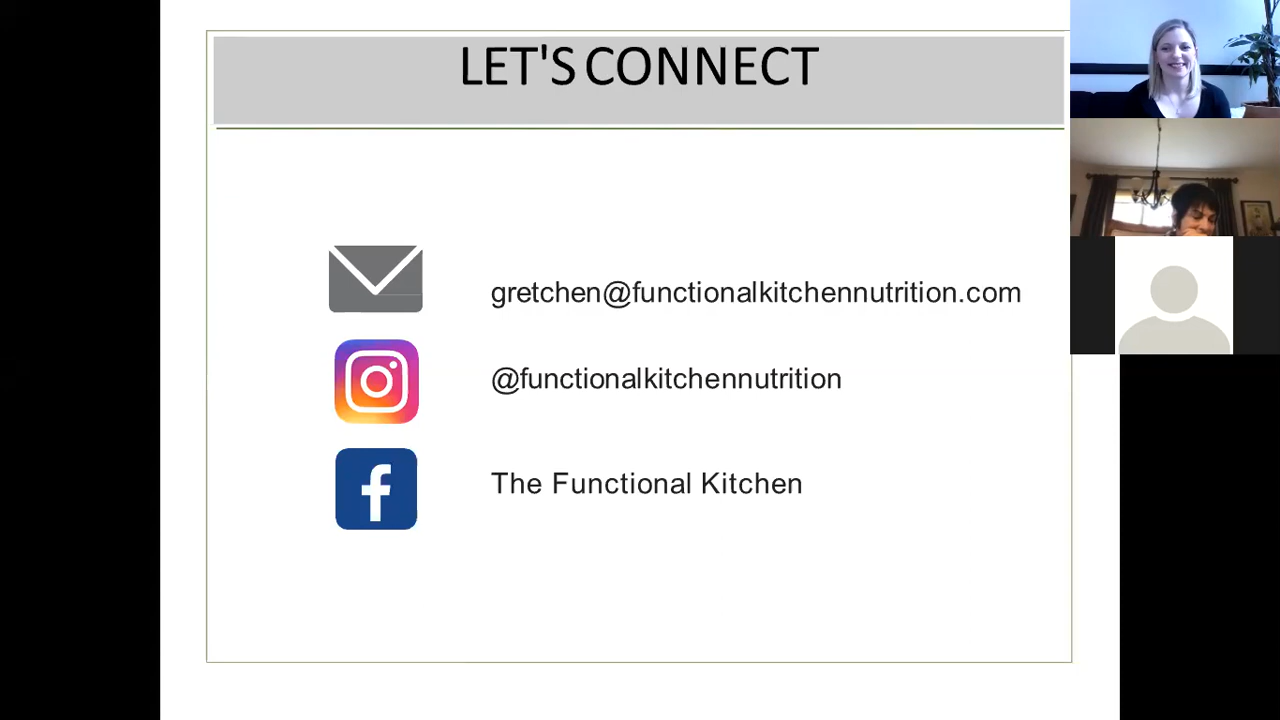 LET'S CONNECT
gretchen@functionalkitchennutrition.com
@functionalkitchennutrition
The Functional Kitchen